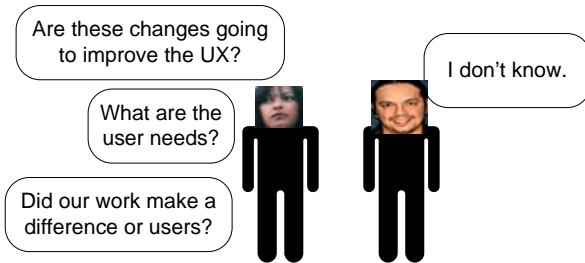 Are these changes going
to improve the UX?
I don't know.
What are the
user needs?
Did our work make a
difference or users?